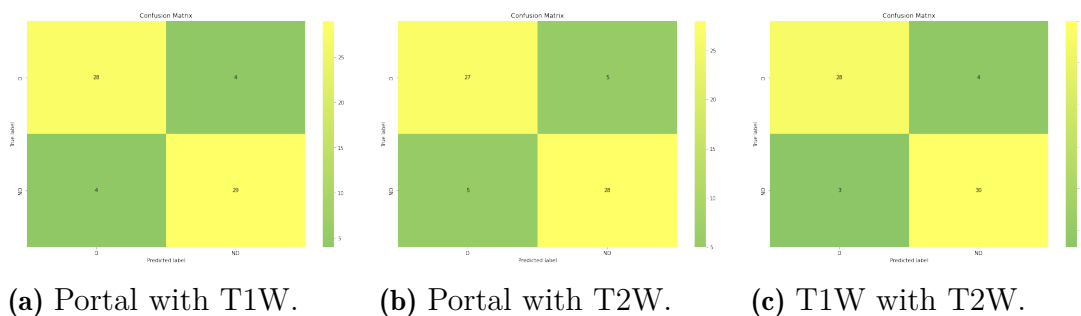 Confusion Matrix
D
28
4
25
20
True label
15
ND
4
29
10
5
D
ND
Predicted label
(a) Portal with T1W.
Confusion Matrix
D
27
5
25
20
True label
15
ND
5
28
10
5
D
ND
Predicted label
(b) Portal with T2W.
Confusion Matrix
D
28
4
True label
ND
3
30
D
ND
Predicted label
(c) T1W with T2W.